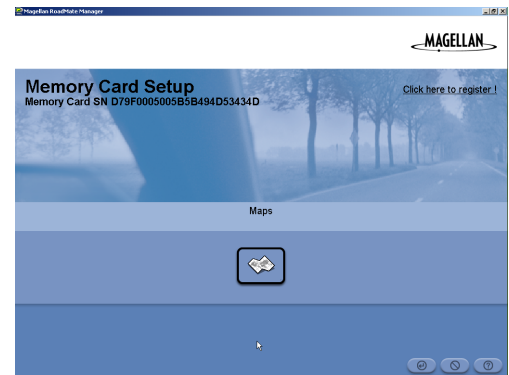 Magellan RoadMate Manager
MAGELLAN
Memory Card Setup
Memory Card SN D79F0005005B5B494D53434D
Click here to register !
Maps